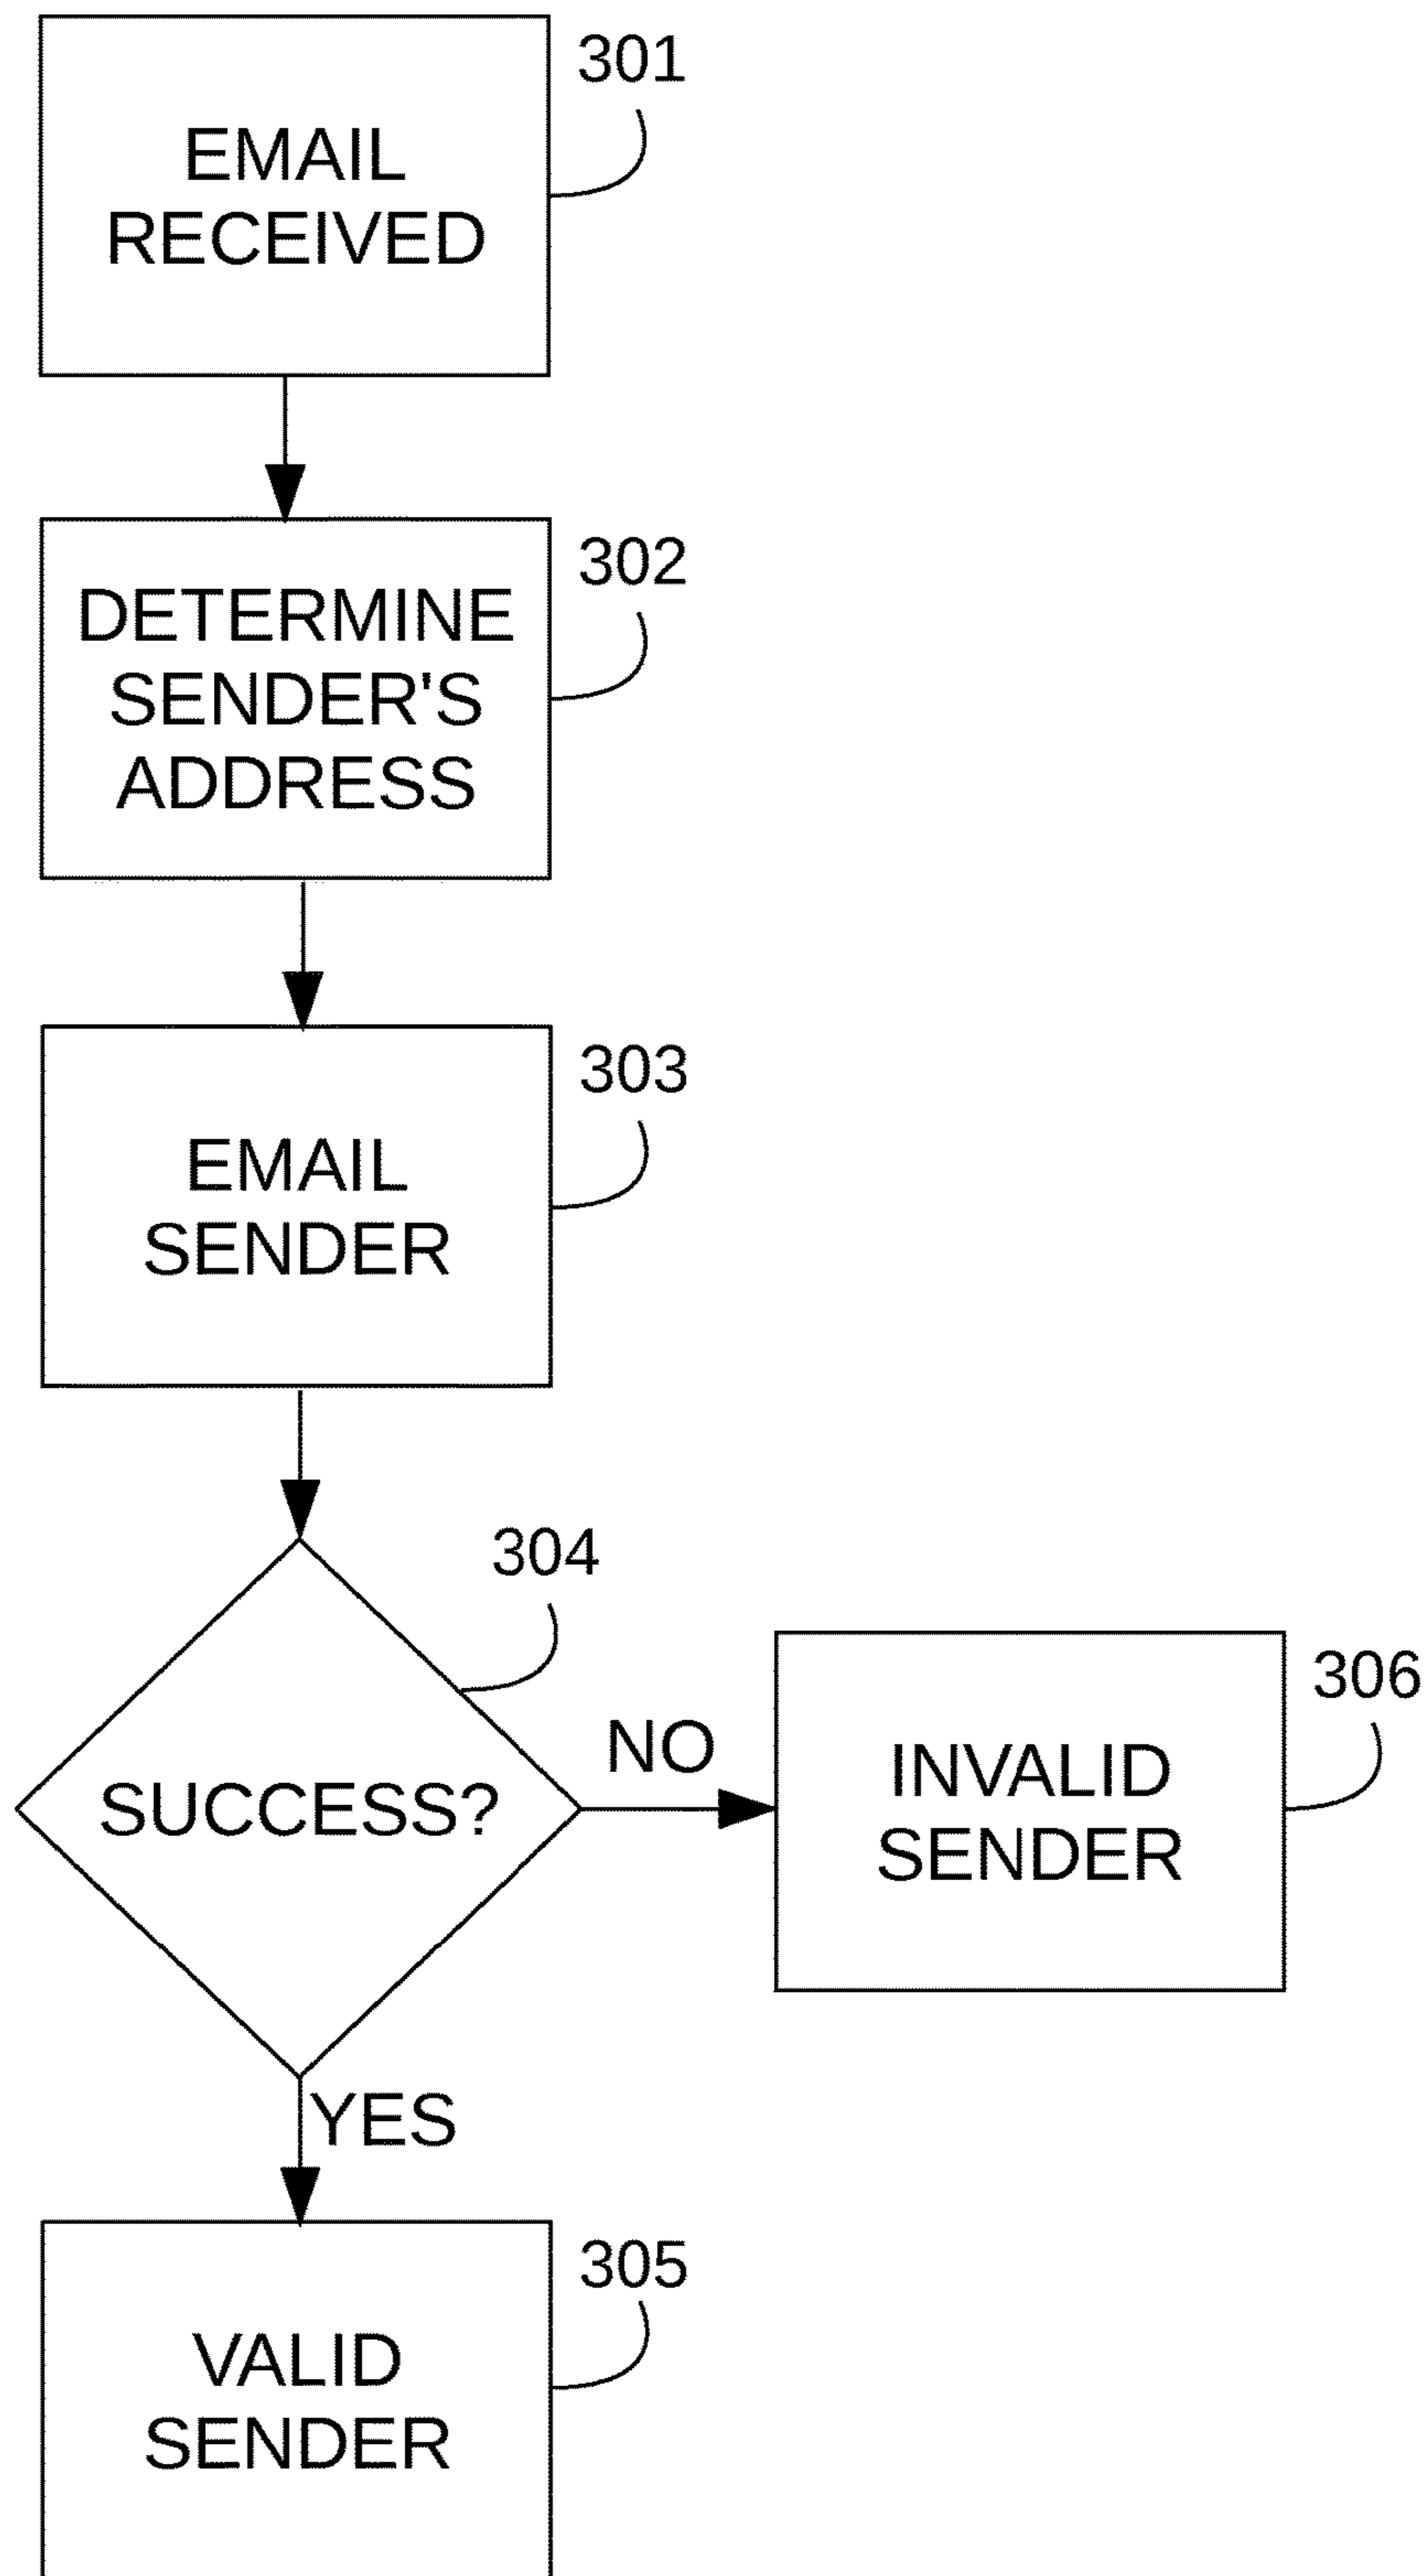 EMAIL
RECEIVED
301
DETERMINE
SENDER'S
ADDRESS
302
EMAIL
SENDER
303
SUCCESS?
304
NO
INVALID
SENDER
306
YES
VALID
SENDER
305